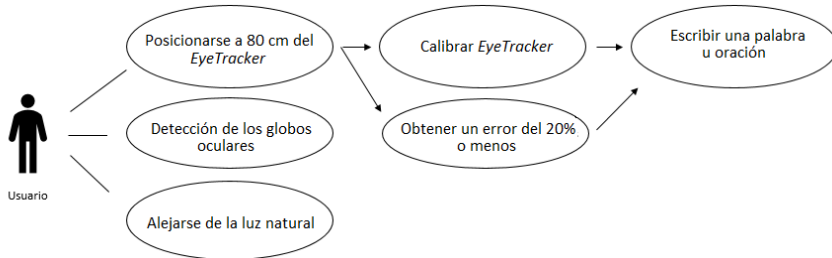 Posicionarse a 80 cm del
EyeTracker
Calibrar EyeTracker
Escribir una palabra
u oración
Detección de los globos
oculares
Obtener un error del 20%
o menos
Usuario
Alejarse de la luz natural